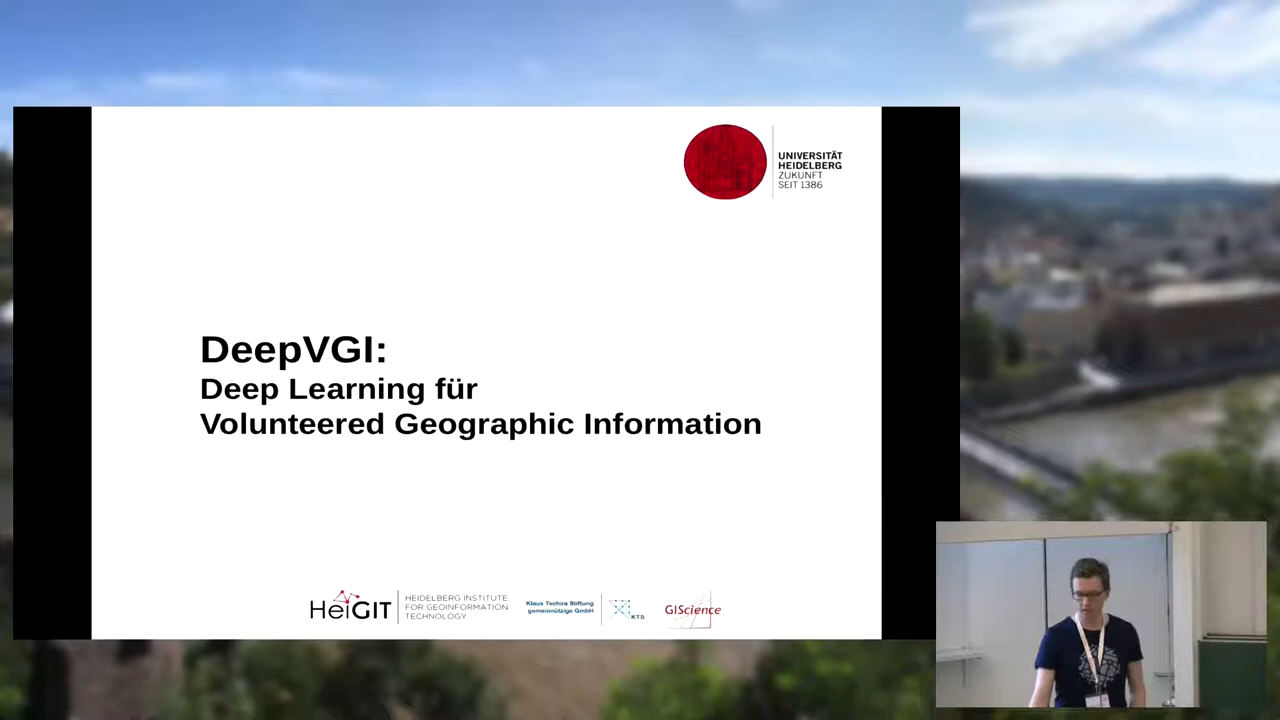 UNIVERSITÄT
HEIDELBERG
ZUKUNFT
SEIT 1386
DeepVGI:
Deep Learning für
Volunteered Geographic Information
HeiGIT
HEIDELBERG INSTITUTE
FOR GEOINFORMATION
TECHNOLOGY
Klaus Tschira Stiftung
gemeinnützige GmbH
KTS
GIScience